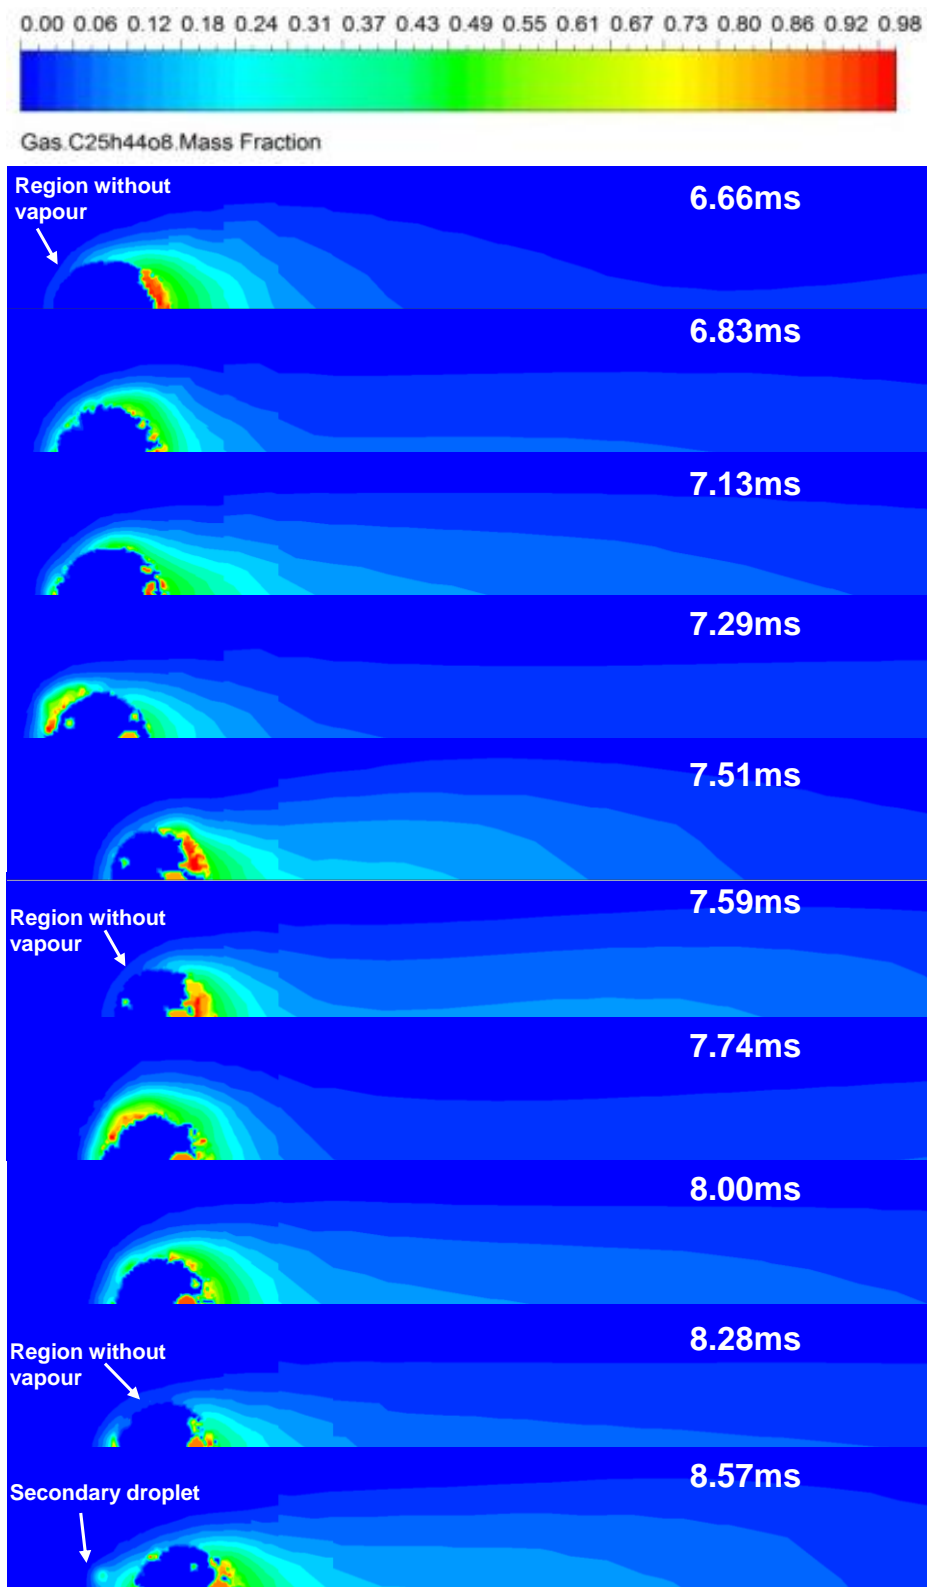 0.00 0.06 0.12 0.18 0.24 0.31 0.37 0.43 0.49 0.55 0.61 0.67 0.73 0.80 0.86 0.92 0.98
Gas.C25h44o8.Mass Fraction
Region without
vapour
6.66ms
6.83ms
7.13ms
7.29ms
7.51ms
7.59ms
Region without
vapour
7.74ms
8.00ms
8.28ms
Region without
vapour
8.57ms
Secondary droplet